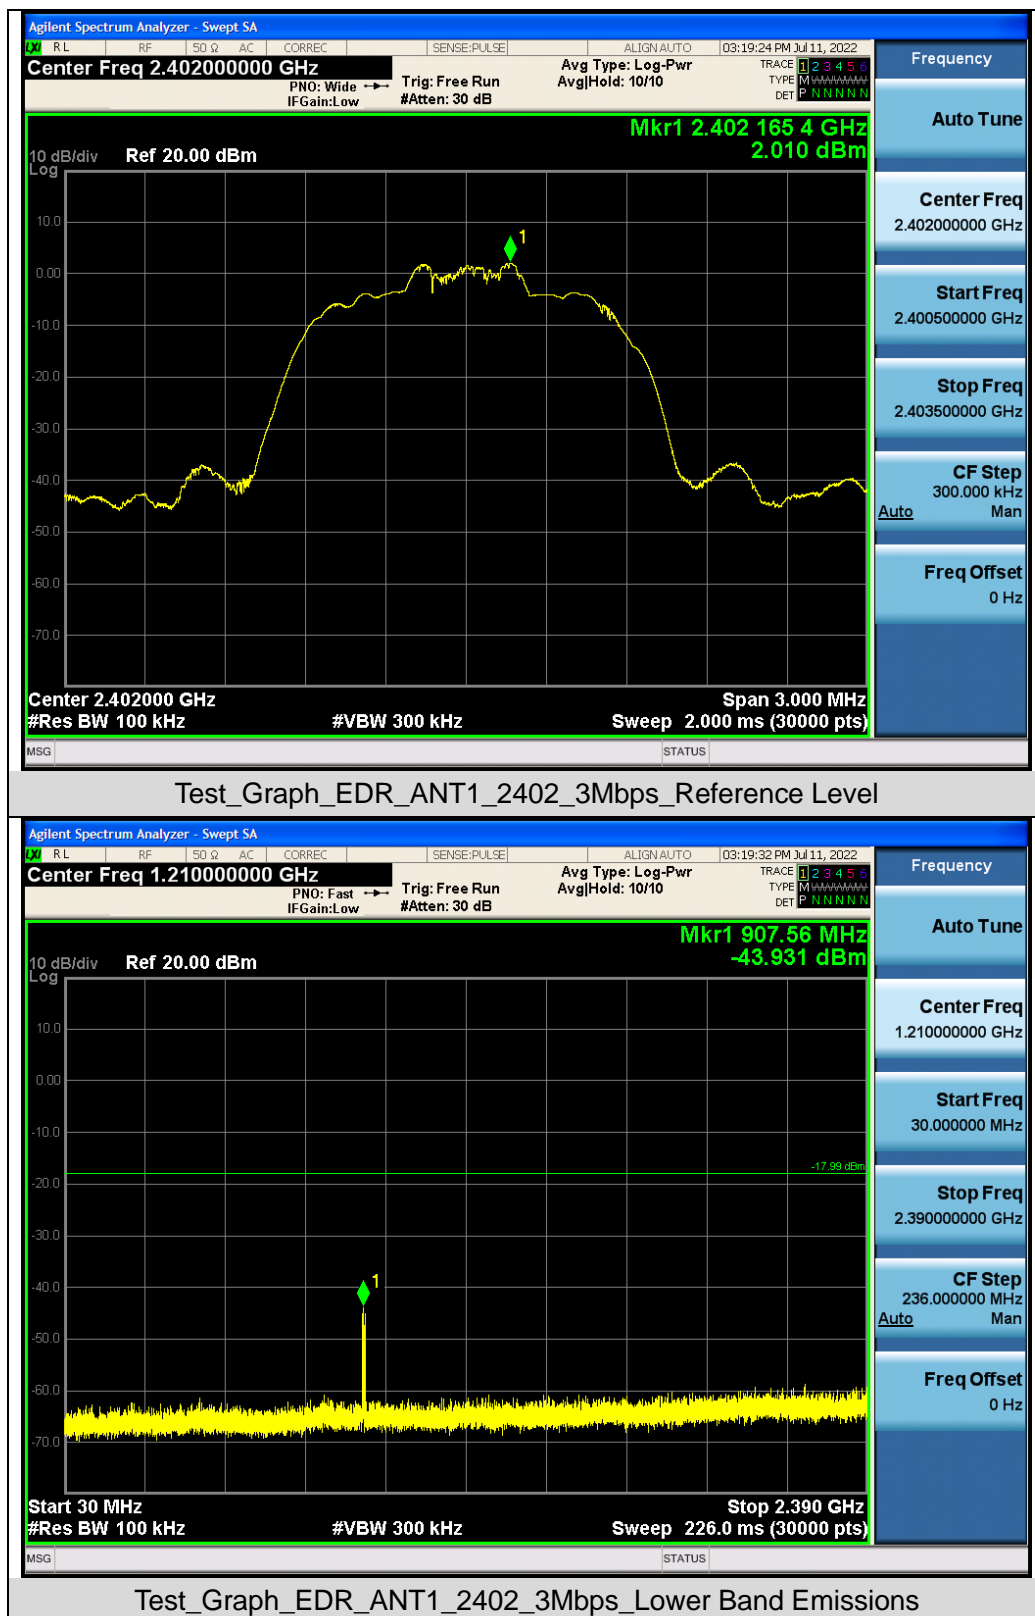 Agilent Spectrum Analyzer - Swept SA
LXI RL RF 50 Ω AC CORREC SENSE:PULSE ALIGN AUTO 03:19:24 PM Jul 11, 2022
Center Freq 2.402000000 GHz
PNO: Wide
IFGain:Low
Trig: Free Run
#Atten: 30 dB
Avg Type: Log-Pwr
Avg|Hold: 10/10
TRACE 1 2 3 4 5 6
TYPE M WWWWW
DET P N N N N N
Mkr1 2.402 165 4 GHz
2.010 dBm
10 dB/div Ref 20.00 dBm
Log
1
10.0
0.00
-10.0
-20.0
-30.0
-40.0
-50.0
-60.0
-70.0
Center 2.402000 GHz Span 3.000 MHz
#Res BW 100 kHz #VBW 300 kHz Sweep 2.000 ms (30000 pts)
MSG STATUS
Frequency
Auto Tune
Center Freq
2.402000000 GHz
Start Freq
2.400500000 GHz
Stop Freq
2.403500000 GHz
CF Step
300.000 kHz
Auto Man
Freq Offset
0 Hz
Test_Graph_EDR_ANT1_2402_3Mbps_Reference Level
Agilent Spectrum Analyzer - Swept SA
LXI RL RF 50 Ω AC CORREC SENSE:PULSE ALIGN AUTO 03:19:32 PM Jul 11, 2022
Center Freq 1.210000000 GHz
PNO: Fast
IFGain:Low
Trig: Free Run
#Atten: 30 dB
Avg Type: Log-Pwr
Avg|Hold: 10/10
TRACE 1 2 3 4 5 6
TYPE M WWWWW
DET P N N N N N
Mkr1 907.56 MHz
-43.931 dBm
10 dB/div Ref 20.00 dBm
Log
10.0
0.00
-10.0
-17.99 dBm
-20.0
-30.0
-40.0
1
-50.0
-60.0
-70.0
Start 30 MHz Stop 2.390 GHz
#Res BW 100 kHz #VBW 300 kHz Sweep 226.0 ms (30000 pts)
MSG STATUS
Frequency
Auto Tune
Center Freq
1.210000000 GHz
Start Freq
30.000000 MHz
Stop Freq
2.390000000 GHz
CF Step
236.000000 MHz
Auto Man
Freq Offset
0 Hz
Test_Graph_EDR_ANT1_2402_3Mbps_Lower Band Emissions